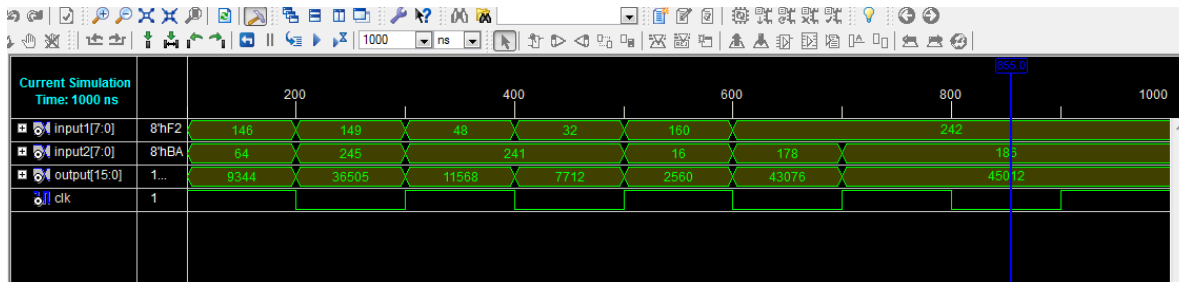 1000 ns
855.0
Current Simulation
Time: 1000 ns
200 400 600 800 1000
input1[7:0] 8'hF2 146 149 48 32 160 242
input2[7:0] 8'hBA 64 245 241 16 178 186
output[15:0] 1... 9344 36505 11568 7712 2560 43076 45012
clk 1